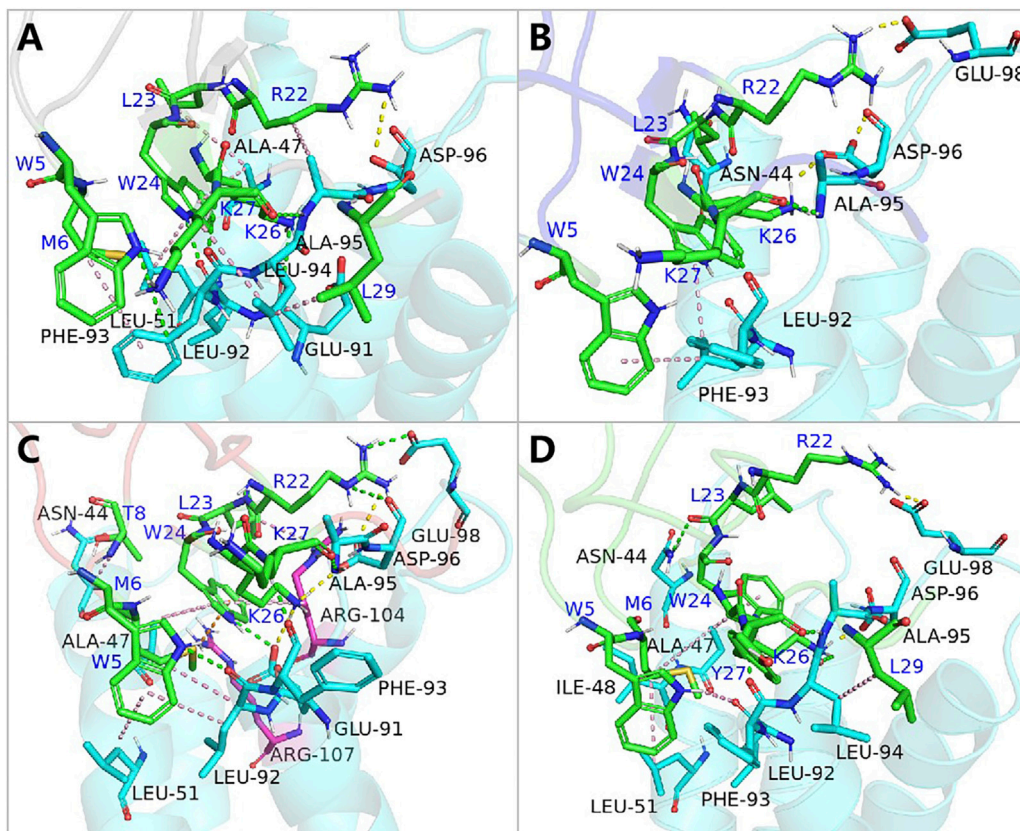 A
R22
L23
ALA-47
ASP-96
W5
W24
K27
K26
ALA-95
M6
LEU-94
L29
LEU-51
PHE-93
LEU-92
GLU-91
B
GLU-98
R22
L23
ASP-96
W24
ASN-44
ALA-95
W5
K26
K27
LEU-92
PHE-93
C
R22
L23
GLU-98
ASN-44
T8
W24
K27
ASP-96
M6
ALA-95
K26
ARG-104
ALA-47
W5
PHE-93
GLU-91
ARG-107
LEU-92
LEU-51
D
R22
L23
ASN-44
GLU-98
ASP-96
W5
M6
W24
ALA-47
K26
ALA-95
Y27
L29
ILE-48
LEU-94
LEU-92
PHE-93
LEU-51